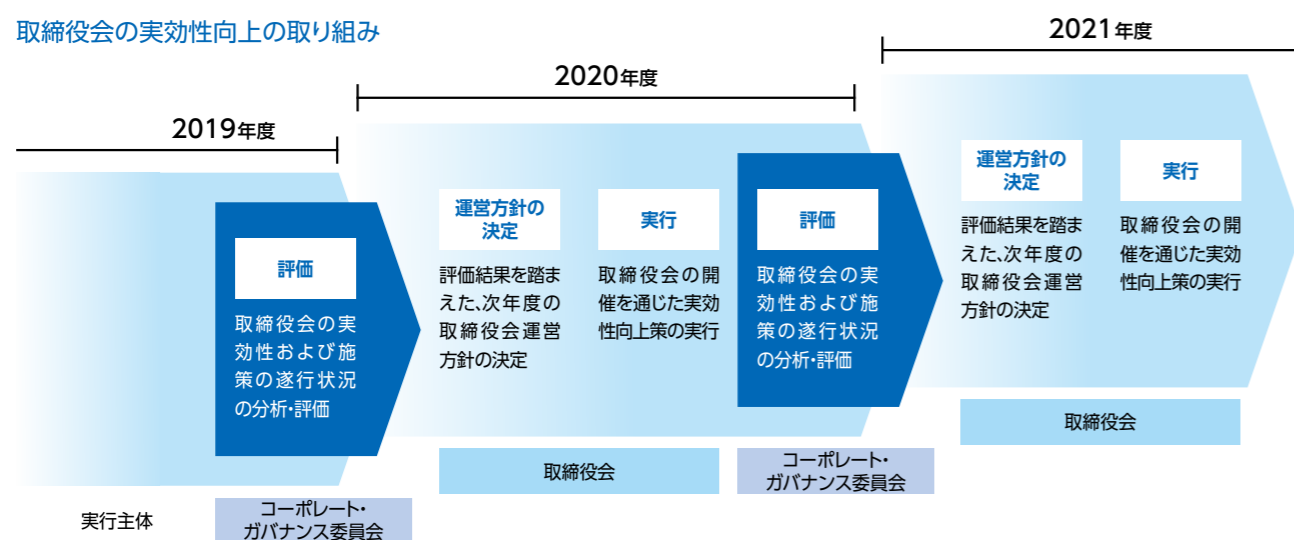 取締役会の実効性向上の取り組み
2019年度
評価
取締役会の実
効性および施
策の遂行状況
の分析・評価
実行主体
コーポレート・
ガバナンス委員会
2020年度
運営方針の
決定
評価結果を踏ま
えた、次年度の
取締役会運営
方針の決定
実行
取締役会の開
催を通じた実効
性向上策の実行
取締役会
評価
取締役会の実
効性および施
策の遂行状況
の分析・評価
コーポレート・
ガバナンス委員会
2021年度
運営方針の
決定
評価結果を踏ま
えた、次年度の
取締役会運営
方針の決定
実行
取締役会の開
催を通じた実効
性向上策の実行
取締役会